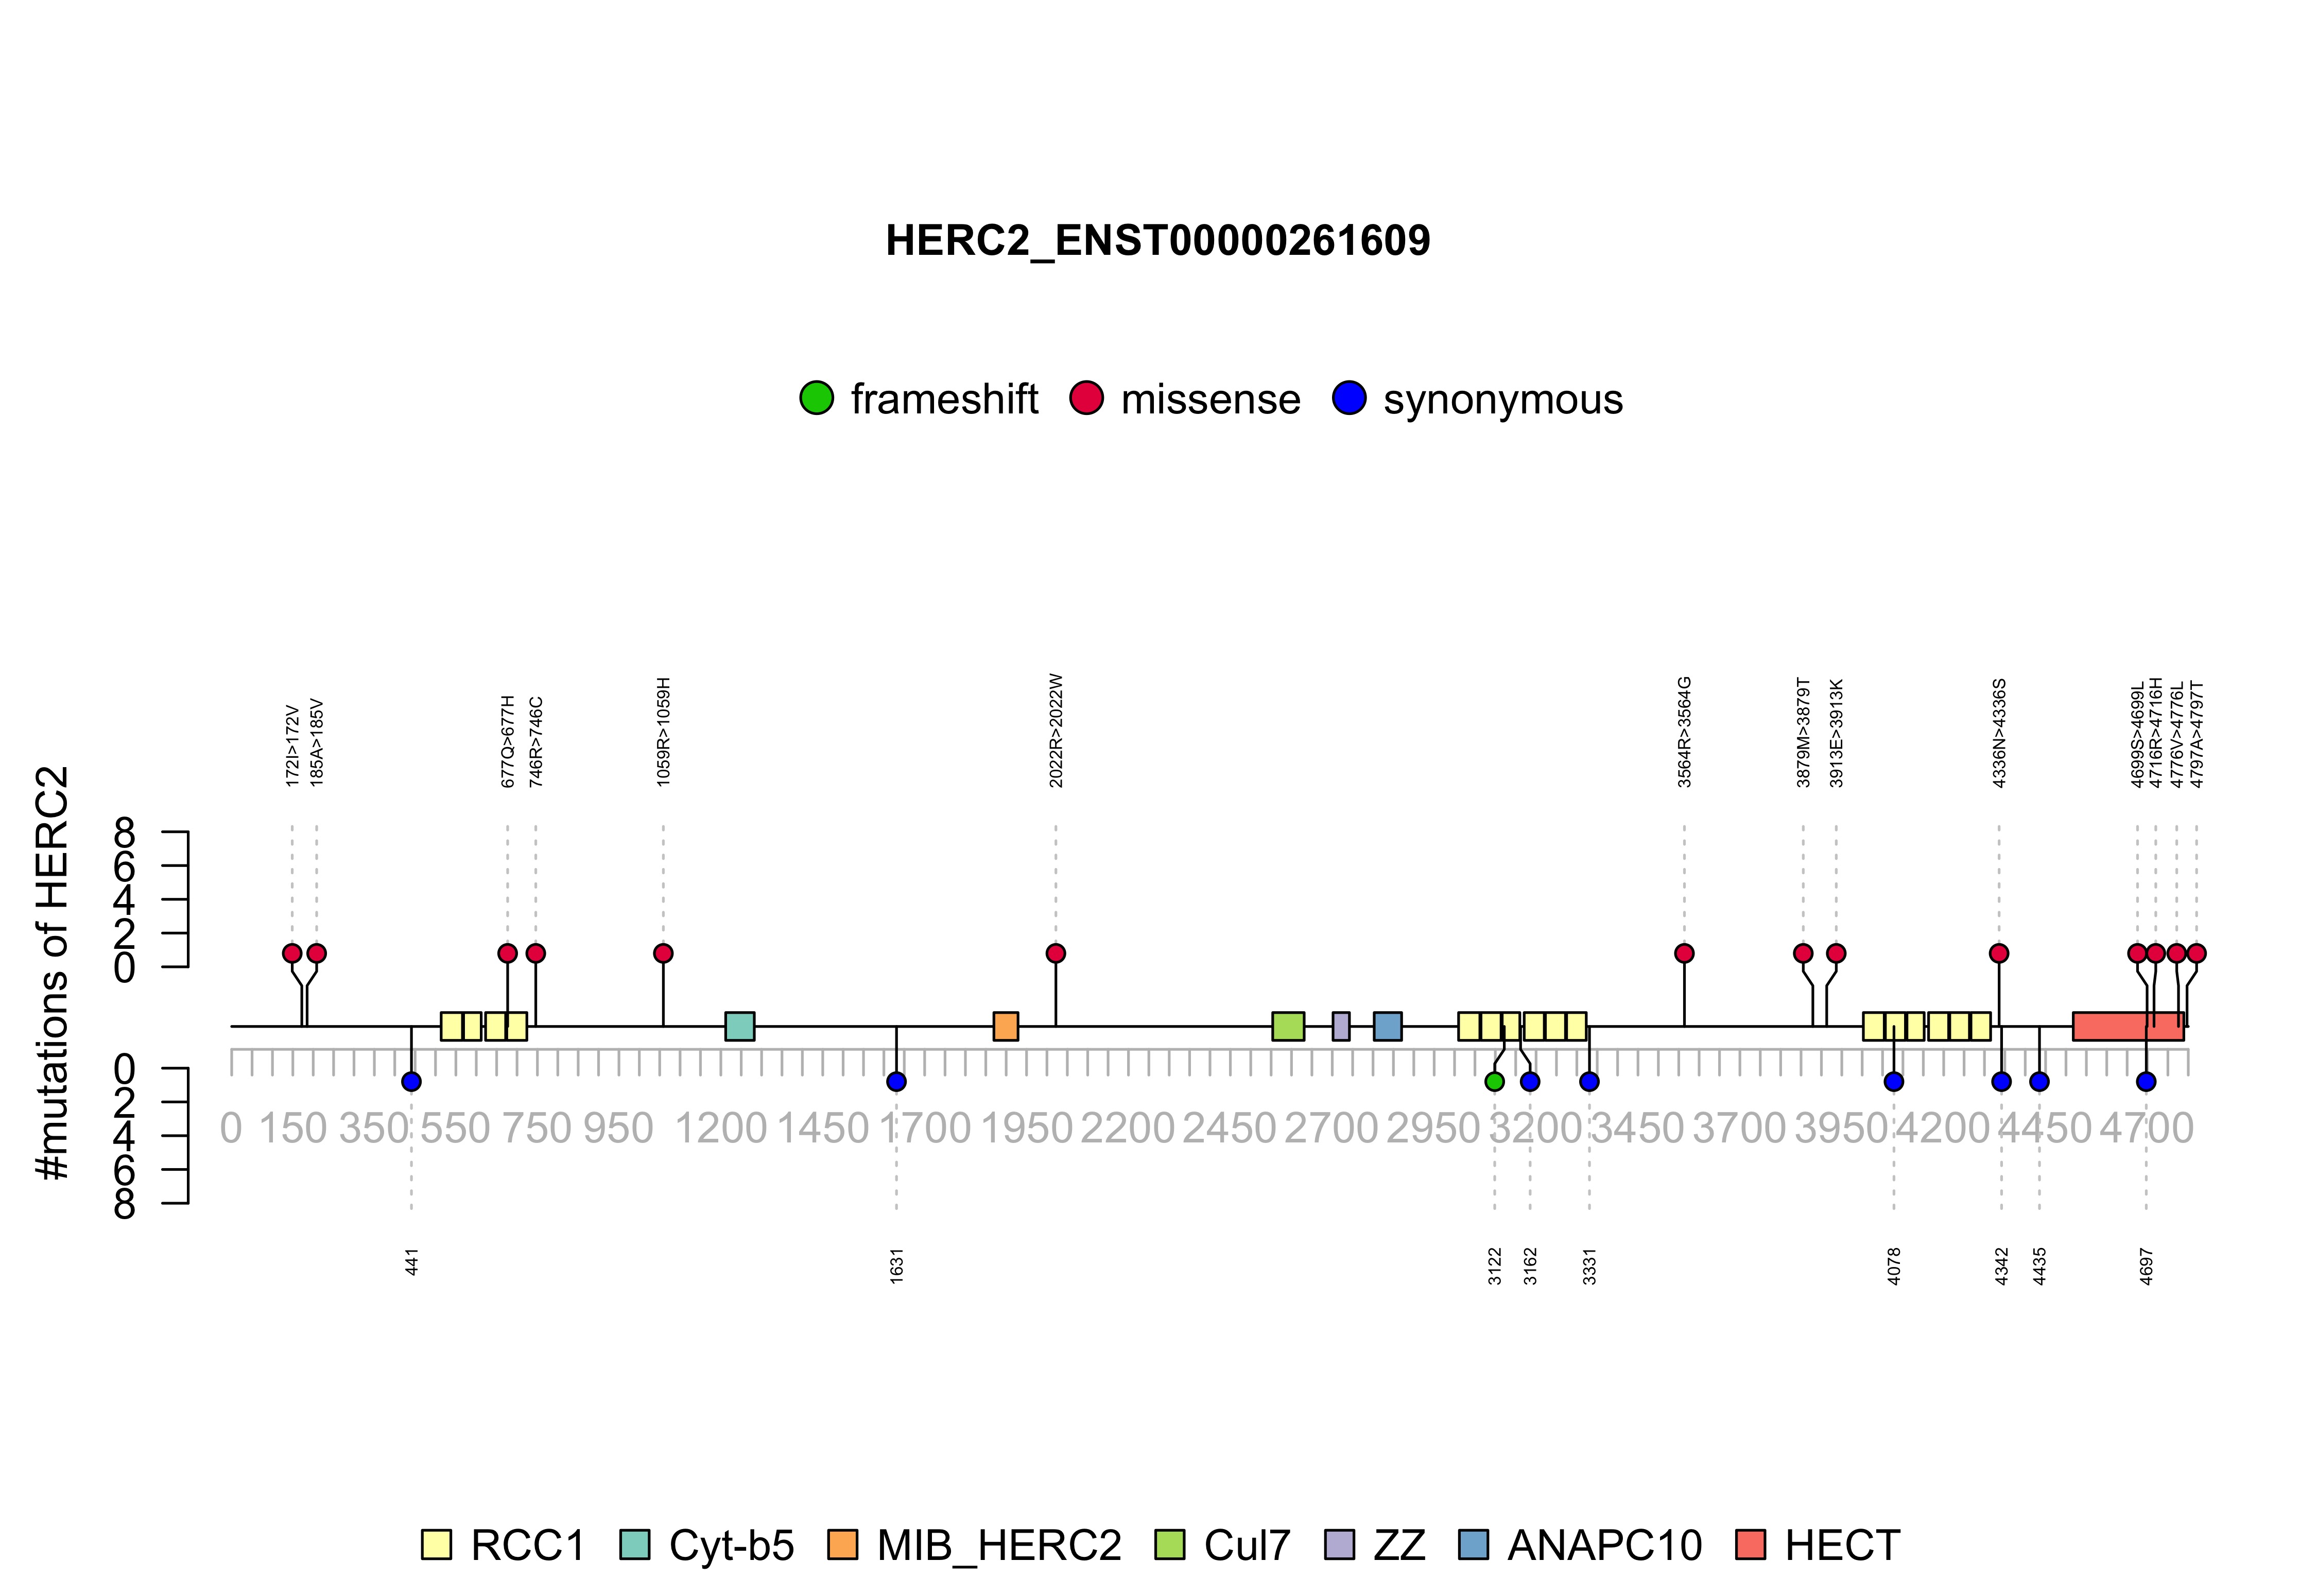 HERC2_ENST00000261609
frameshift missense synonymous
172I>172V
185A>185V
677Q>677H
746R>746C
1059R>1059H
2022R>2022W
3564R>3564G
3879M>3879T
3913E>3913K
4336N>4336S
4699S>4699L
4716R>4716H
4776V>4776L
4797A>4797T
#mutations of HERC2
8
6
4
2
0
0
2
4
6
8
0 150 350 550 750 950 1200 1450 1700 1950 2200 2450 2700 2950 3200 3450 3700 3950 4200 4450 4700
441
1631
3122
3162
3331
4078
4342
4435
4697
RCC1 Cyt-b5 MIB_HERC2 Cul7 ZZ ANAPC10 HECT